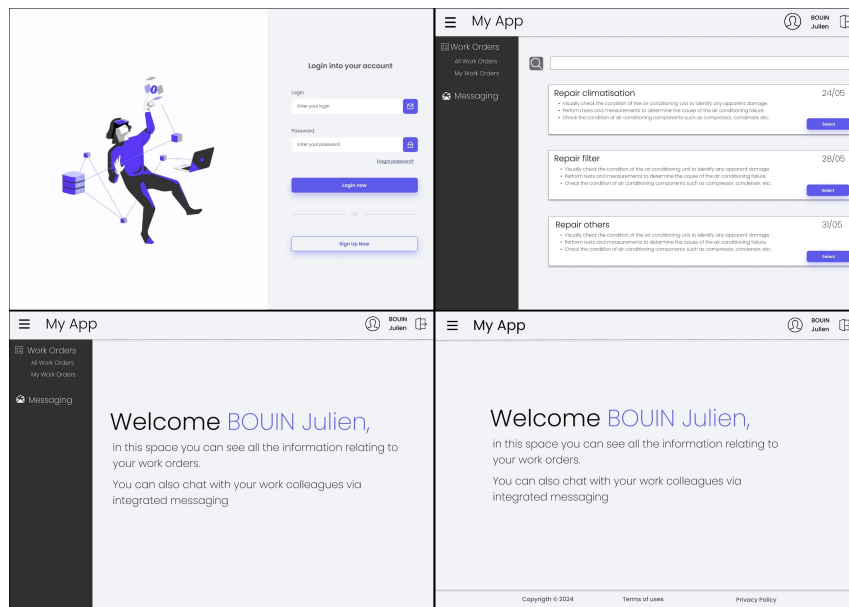 Login into your account
Login
Enter your login
Password
Enter your password
Forgot password?
Login now
OR
Sign Up Now
My App
BOUIN
Julien
Work Orders
All Work Orders
My Work Orders
Messaging
Repair climatisation 24/05
• Visually check the condition of the air conditioning unit to identify any apparent damage.
• Perform tests and measurements to determine the cause of the air conditioning failure.
• Check the condition of air conditioning components such as compressor, condenser, etc..
Select
Repair filter 28/05
• Visually check the condition of the air conditioning unit to identify any apparent damage.
• Perform tests and measurements to determine the cause of the air conditioning failure.
• Check the condition of air conditioning components such as compressor, condenser, etc..
Select
Repair others 31/05
• Visually check the condition of the air conditioning unit to identify any apparent damage.
• Perform tests and measurements to determine the cause of the air conditioning failure.
• Check the condition of air conditioning components such as compressor, condenser, etc..
Select
My App
BOUIN
Julien
Work Orders
All Work Orders
My Work Orders
Messaging
Welcome BOUIN Julien,
in this space you can see all the information relating to
your work orders.
You can also chat with your work colleagues via
integrated messaging
My App
BOUIN
Julien
Welcome BOUIN Julien,
in this space you can see all the information relating to
your work orders.
You can also chat with your work colleagues via
integrated messaging
Copyrigth © 2024 Terms of uses Privacy Policy